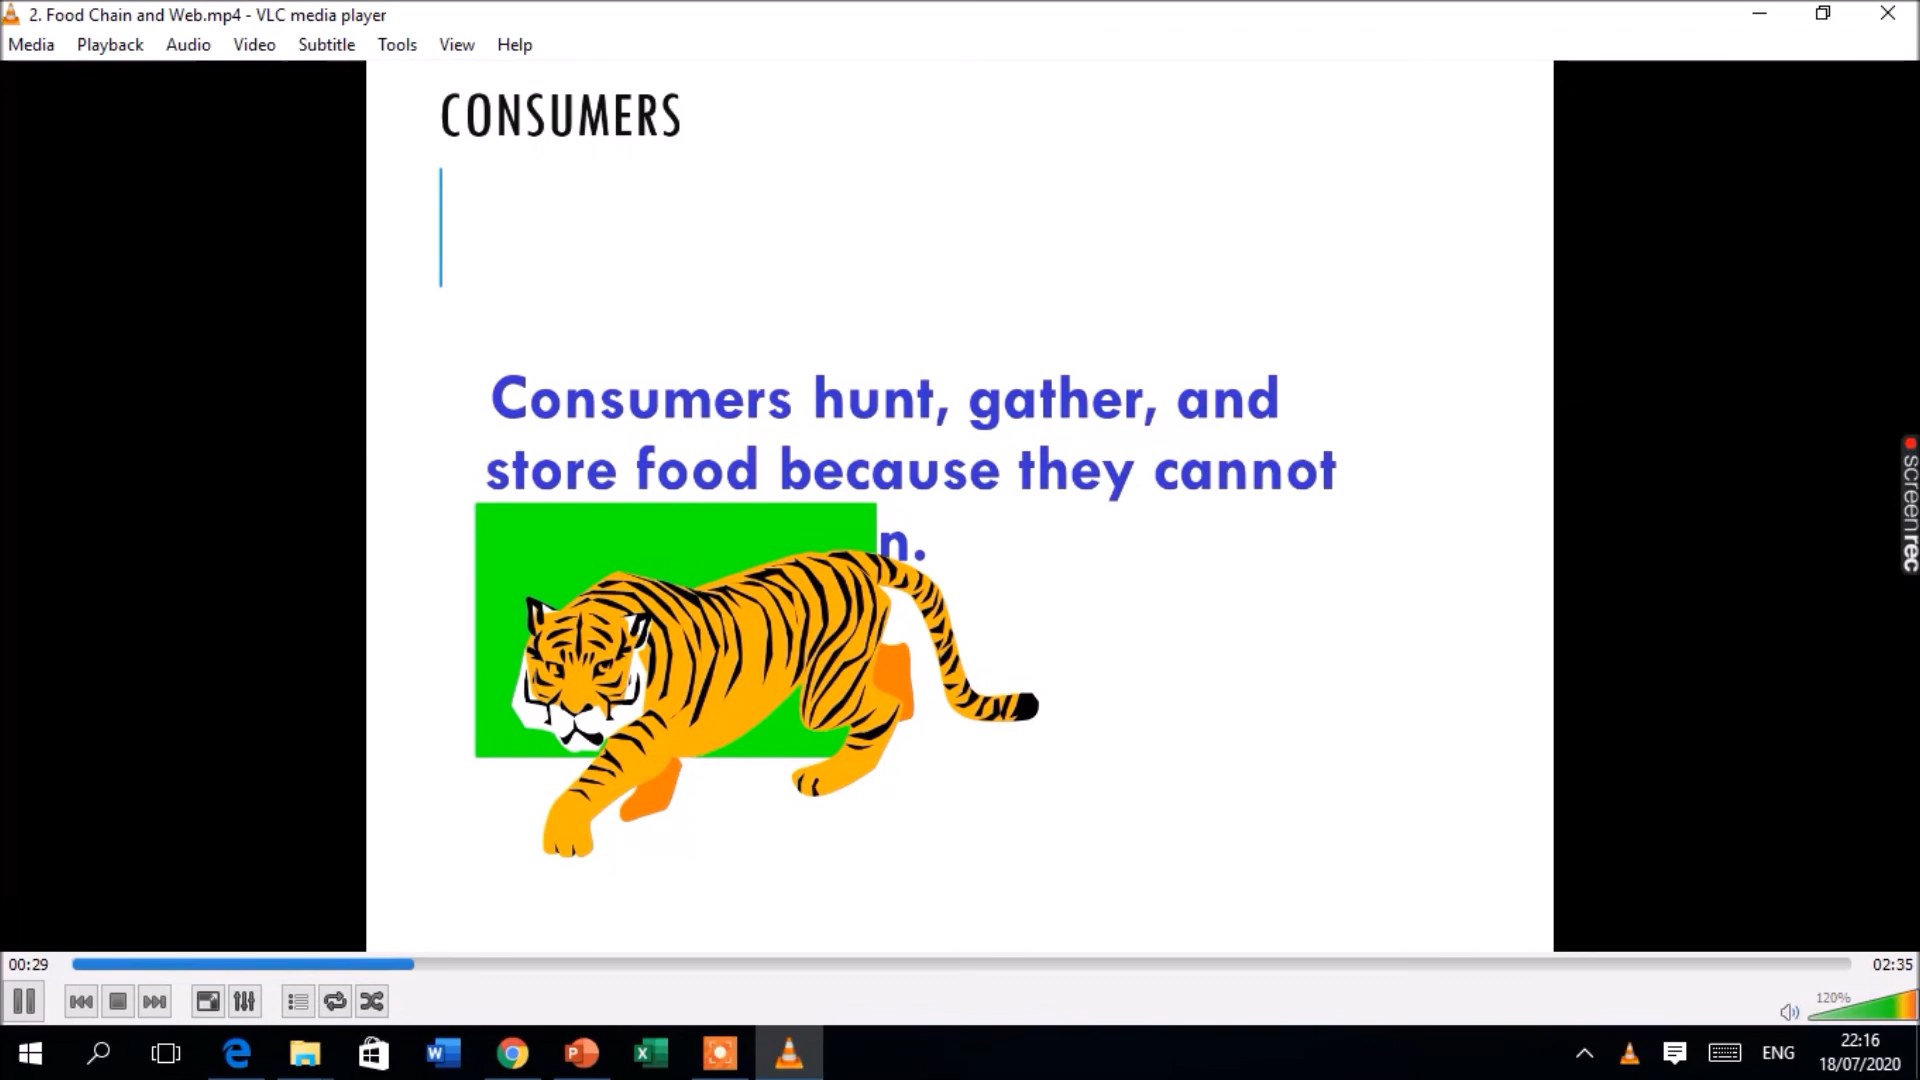 2. Food Chain and Web.mp4 - VLC media player
Media Playback Audio Video Subtitle Tools View Help
CONSUMERS
Consumers hunt, gather, and
store food because they cannot
n.
screenrec
00:29 02:35
120%
ENG
22:16
18/07/2020